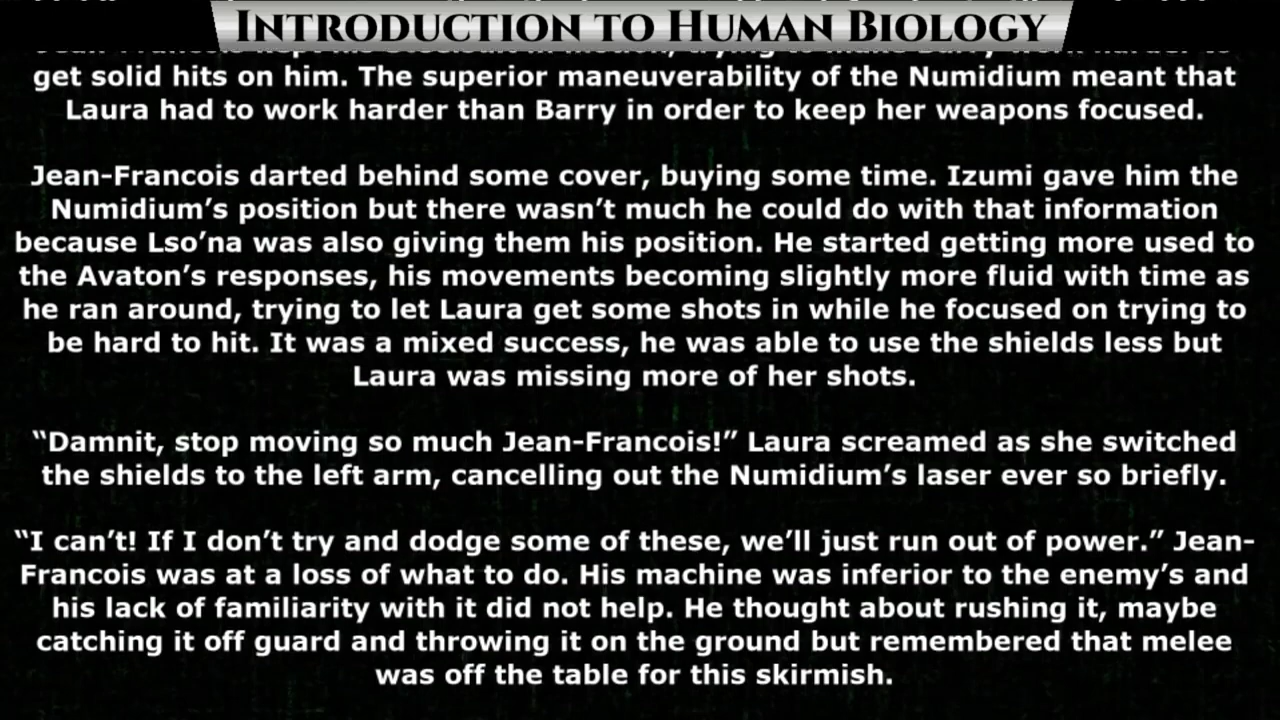 INTRODUCTION TO HUMAN BIOLOGY
get solid hits on him. The superior maneuverability of the Numidium meant that
Laura had to work harder than Barry in order to keep her weapons focused.
Jean-Francois darted behind some cover, buying some time. Izumi gave him the
Numidium’s position but there wasn’t much he could do with that information
because Lso’na was also giving them his position. He started getting more used to
the Avaton’s responses, his movements becoming slightly more fluid with time as
he ran around, trying to let Laura get some shots in while he focused on trying to
be hard to hit. It was a mixed success, he was able to use the shields less but
Laura was missing more of her shots.
“Damnit, stop moving so much Jean-Francois!” Laura screamed as she switched
the shields to the left arm, cancelling out the Numidium’s laser ever so briefly.
“I can’t! If I don’t try and dodge some of these, we’ll just run out of power.” Jean-
Francois was at a loss of what to do. His machine was inferior to the enemy’s and
his lack of familiarity with it did not help. He thought about rushing it, maybe
catching it off guard and throwing it on the ground but remembered that melee
was off the table for this skirmish.